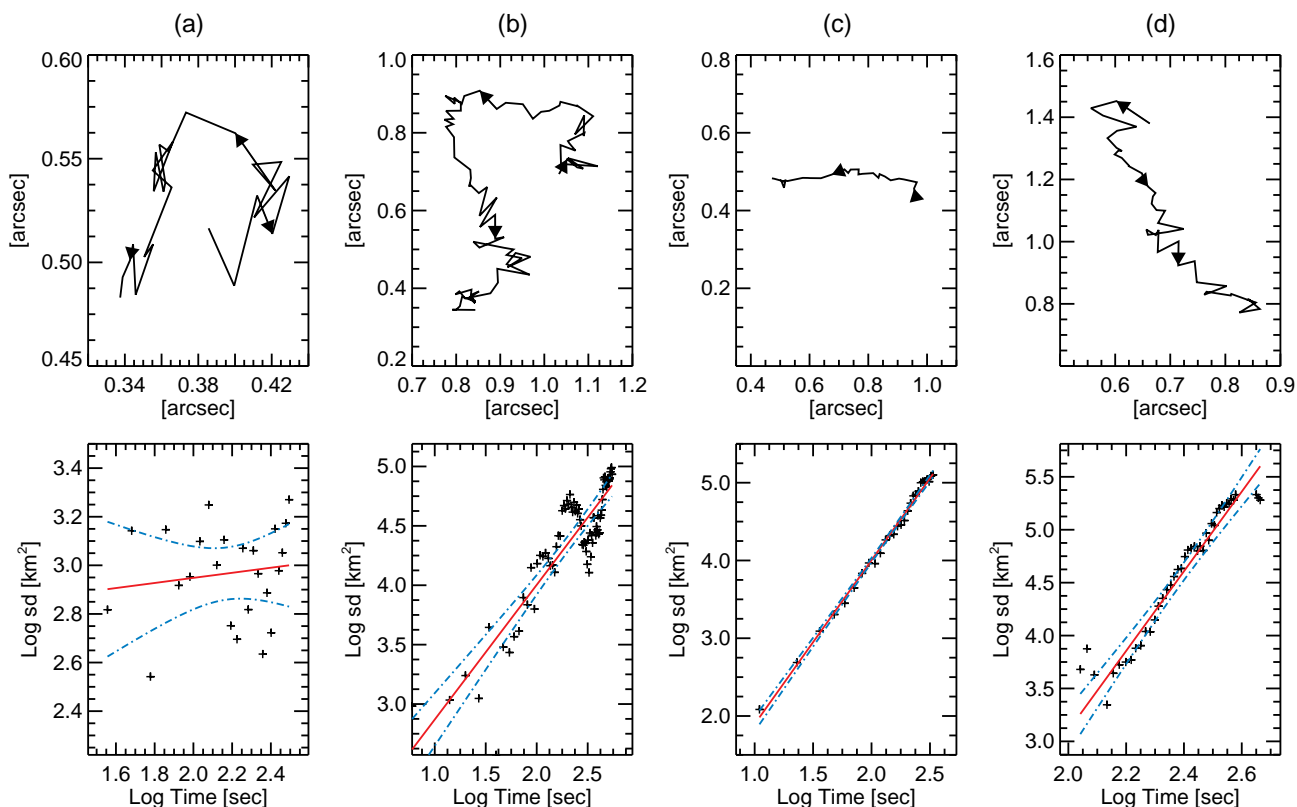 (a) (b) (c) (d)
0.60 1.0 0.8 1.6
1.4
0.8 0.6
0.55 1.2
[arcsec] [arcsec] [arcsec] [arcsec]
0.6 0.4 1.0
0.50
0.4 0.2 0.8
0.45 0.2
0.34 0.38 0.42 0.7 0.8 0.9 1.0 1.1 1.2 0.4 0.6 0.8 1.0 0.6 0.7 0.8 0.9
[arcsec] [arcsec] [arcsec] [arcsec]
3.4 5.0 5.5
3.2 5.0
4.5 5.0
3.0 4.0 4.5
Log sd [km²] Log sd [km²] Log sd [km²] Log sd [km²]
2.8 4.0
2.6 3.5 3.0 3.5
2.4 3.0 2.0 3.0
1.6 1.8 2.0 2.2 2.4 2.6 1.0 1.5 2.0 2.5 1.0 1.5 2.0 2.5 2.0 2.2 2.4 2.6
Log Time [sec] Log Time [sec] Log Time [sec] Log Time [sec]